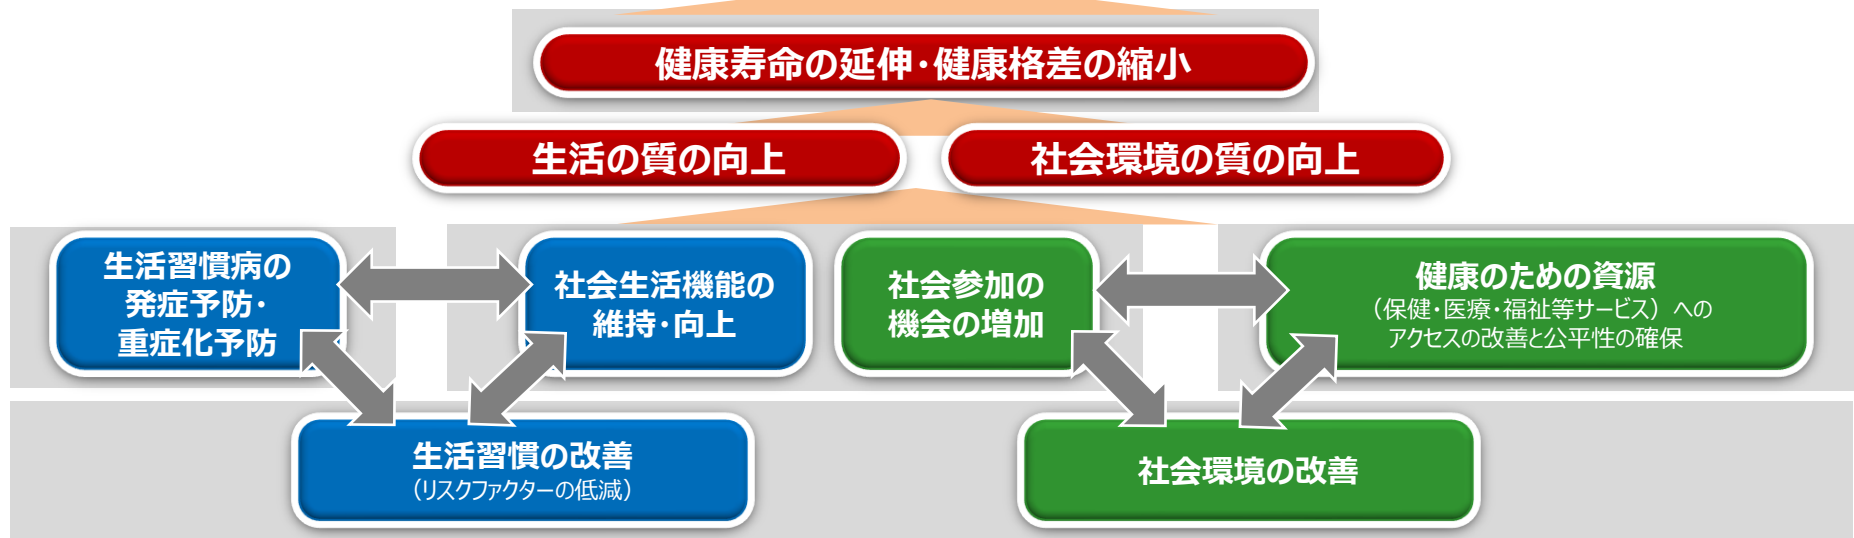 健康寿命の延伸・健康格差の縮小
生活の質の向上
社会環境の質の向上
生活習慣病の
発症予防・
重症化予防
社会生活機能の
維持・向上
社会参加の
機会の増加
健康のための資源
（保健・医療・福祉等サービス）への
アクセスの改善と公平性の確保
生活習慣の改善
（リスクファクターの低減）
社会環境の改善